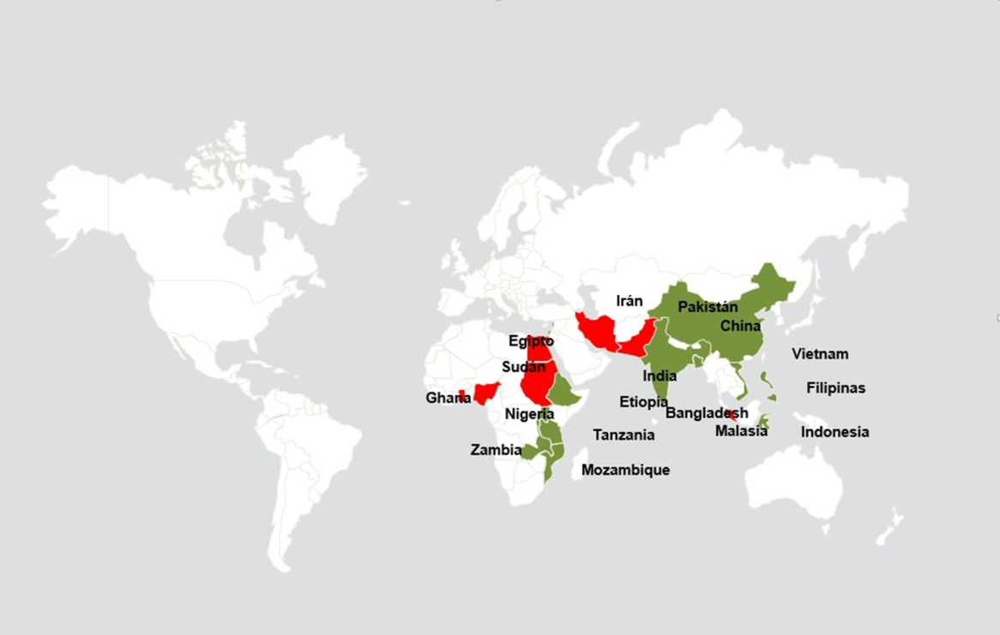 Irán
Pakistán
China
Egipto
Vietnam
Sudán
India
Filipinas
Ghana
Etiopía
Nigeria
Bangladesh
Malasia
Indonesia
Tanzania
Zambia
Mozambique